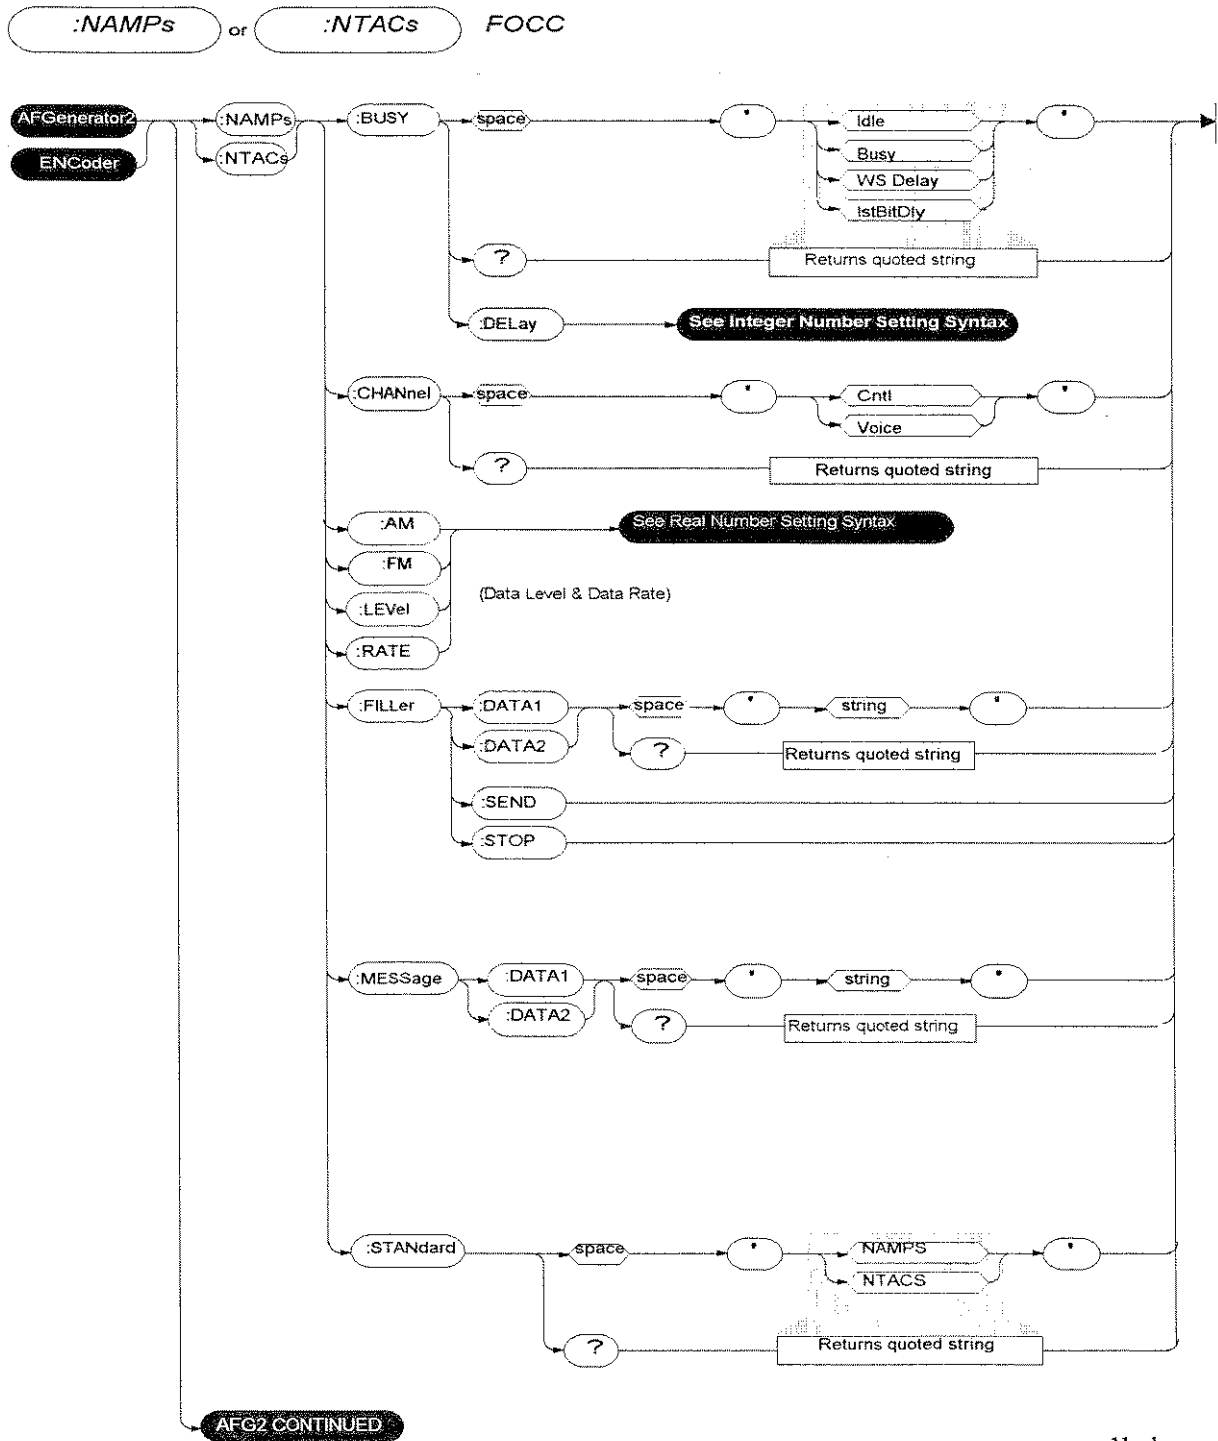 :NAMPs or :NTACs FOCC
AFGenerator2 :NAMPs :BUSY space ' Idle '
ENCoder :NTACs Busy
WS Delay
IstBitDly
? Returns quoted string
:DELay See Integer Number Setting Syntax
:CHANnel space ' Cntl '
Voice
? Returns quoted string
:AM See Real Number Setting Syntax
:FM
:LEVel (Data Level & Data Rate)
:RATE
:FILLer :DATA1 space ' string '
:DATA2 ? Returns quoted string
:SEND
:STOP
:MESSage :DATA1 space ' string '
:DATA2 ? Returns quoted string
:STANdard space ' NAMPS '
NTACS
? Returns quoted string
AFG2 CONTINUED